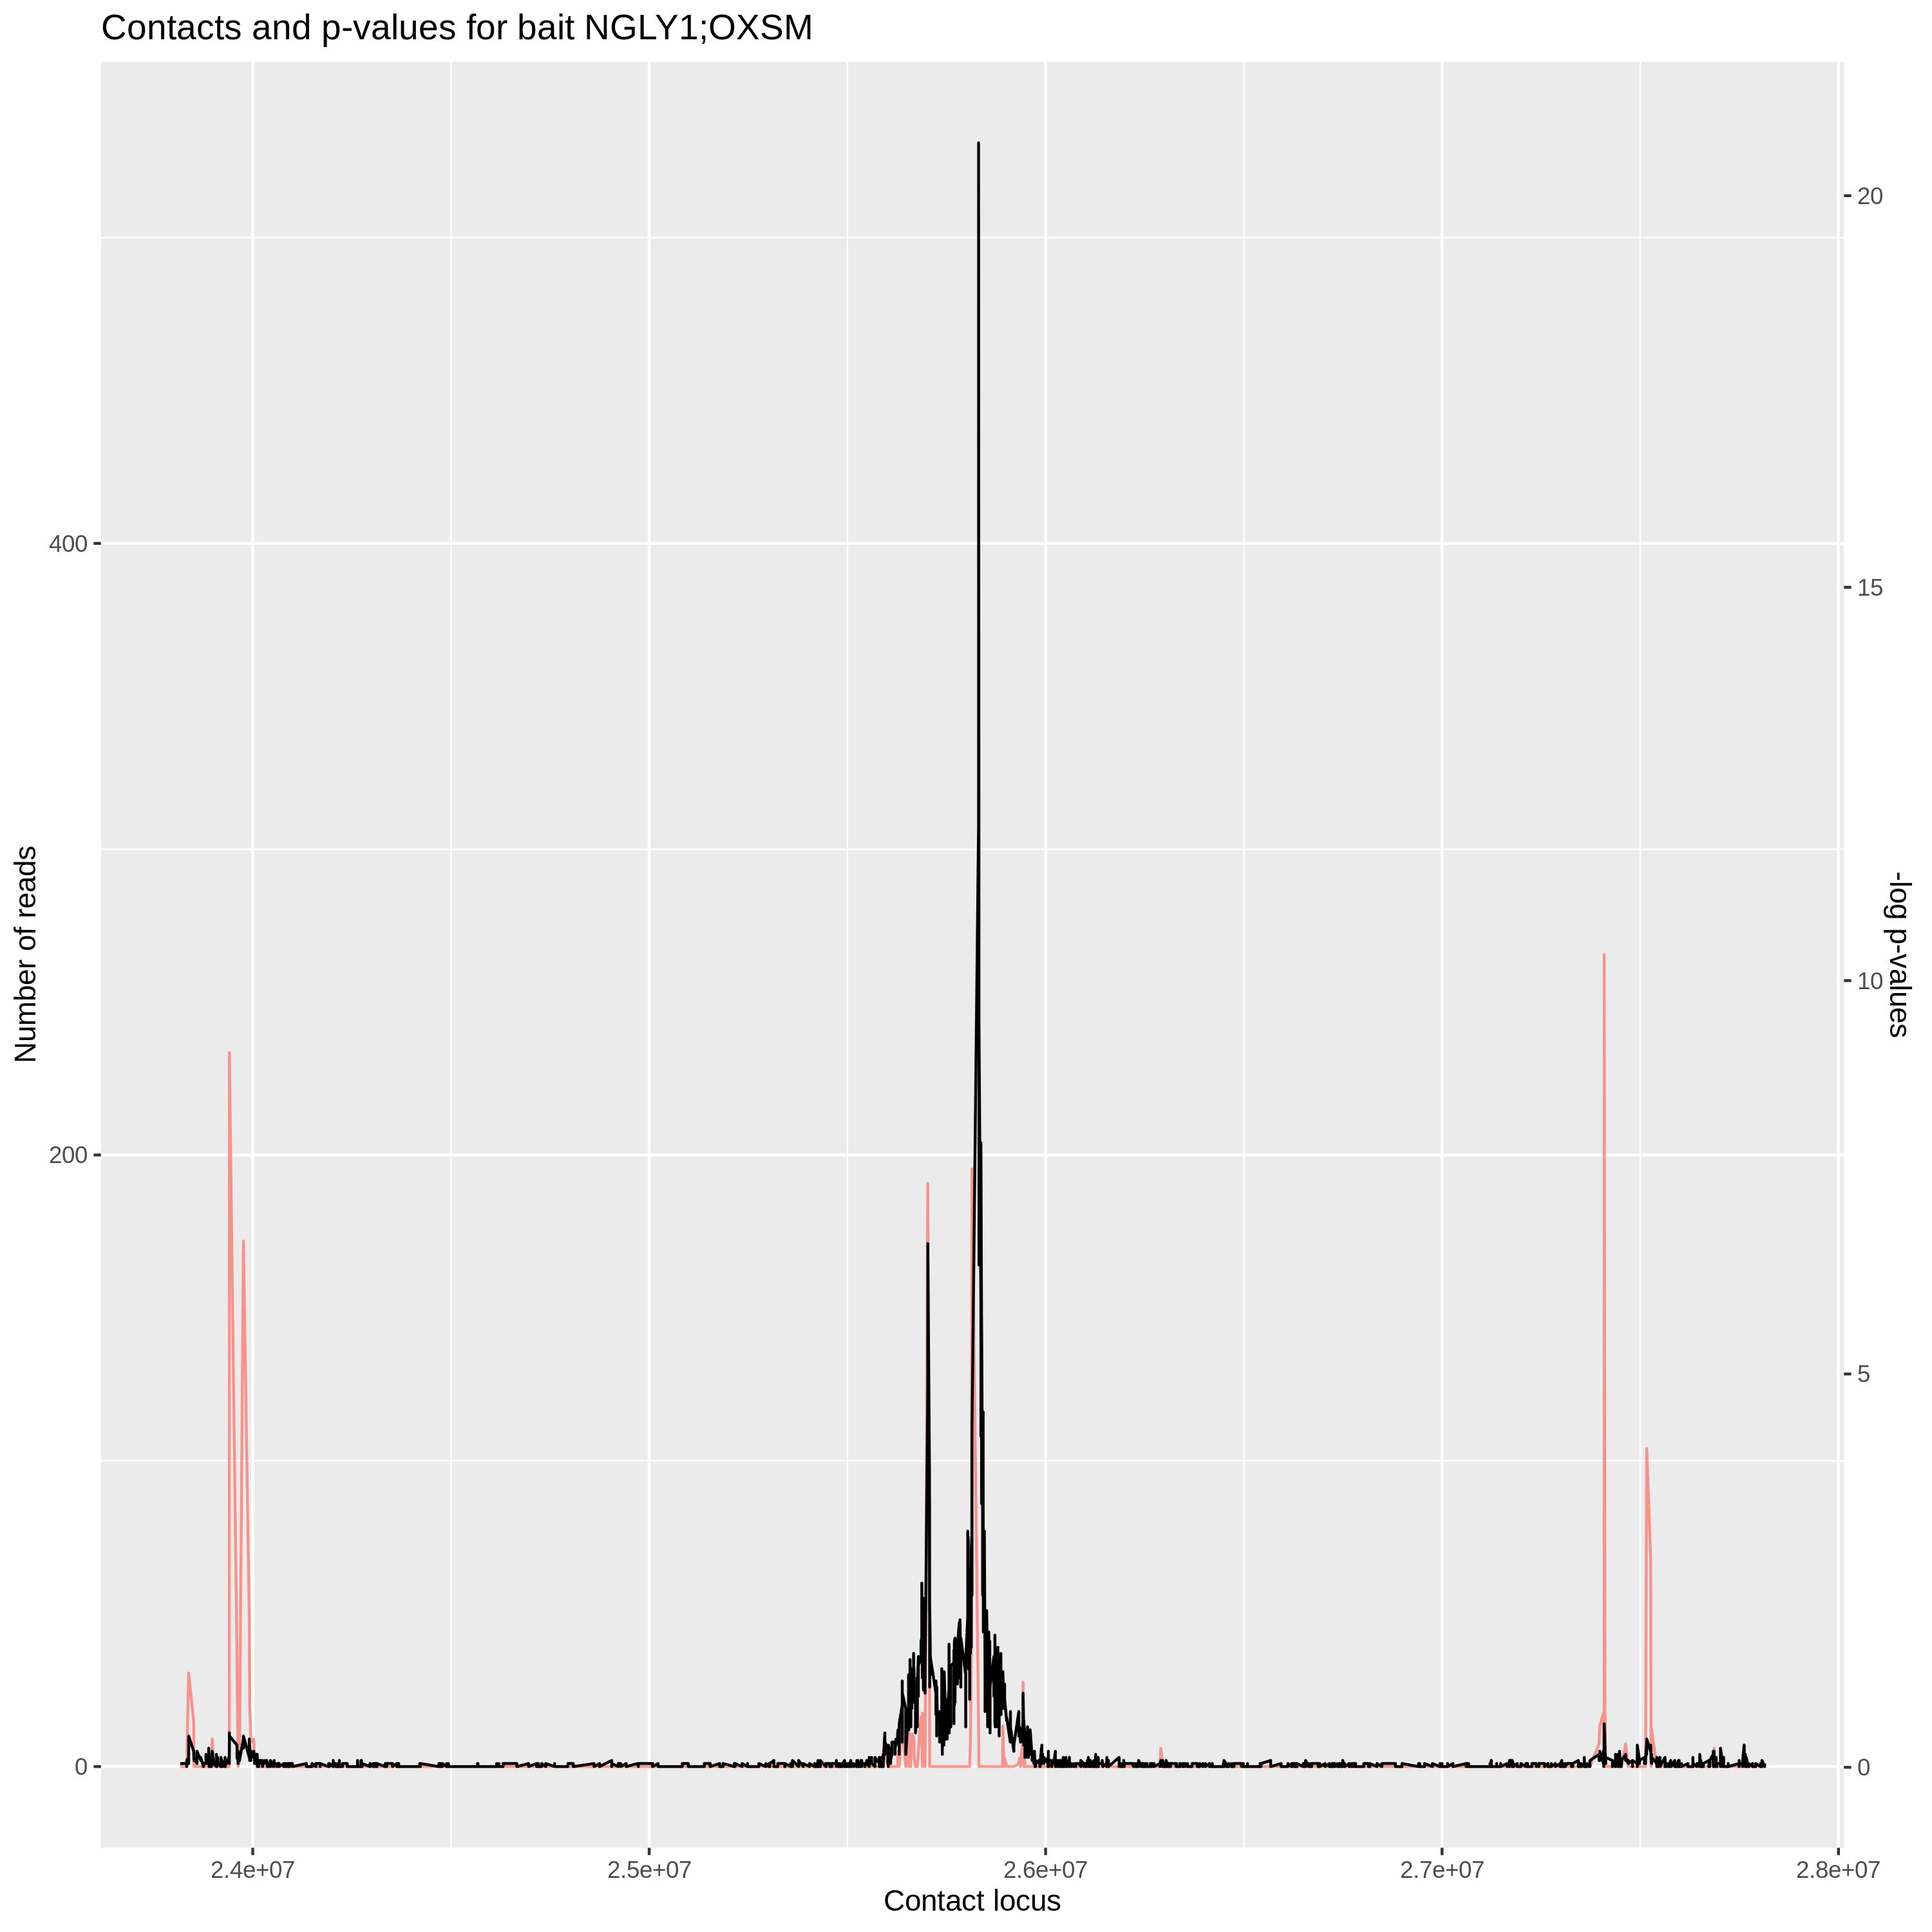 Contacts and p-values for bait NGLY1;OXSM
Number of reads
400
200
0
20
15
10
5
0
-log p-values
2.4e+07
2.5e+07
2.6e+07
2.7e+07
2.8e+07
Contact locus